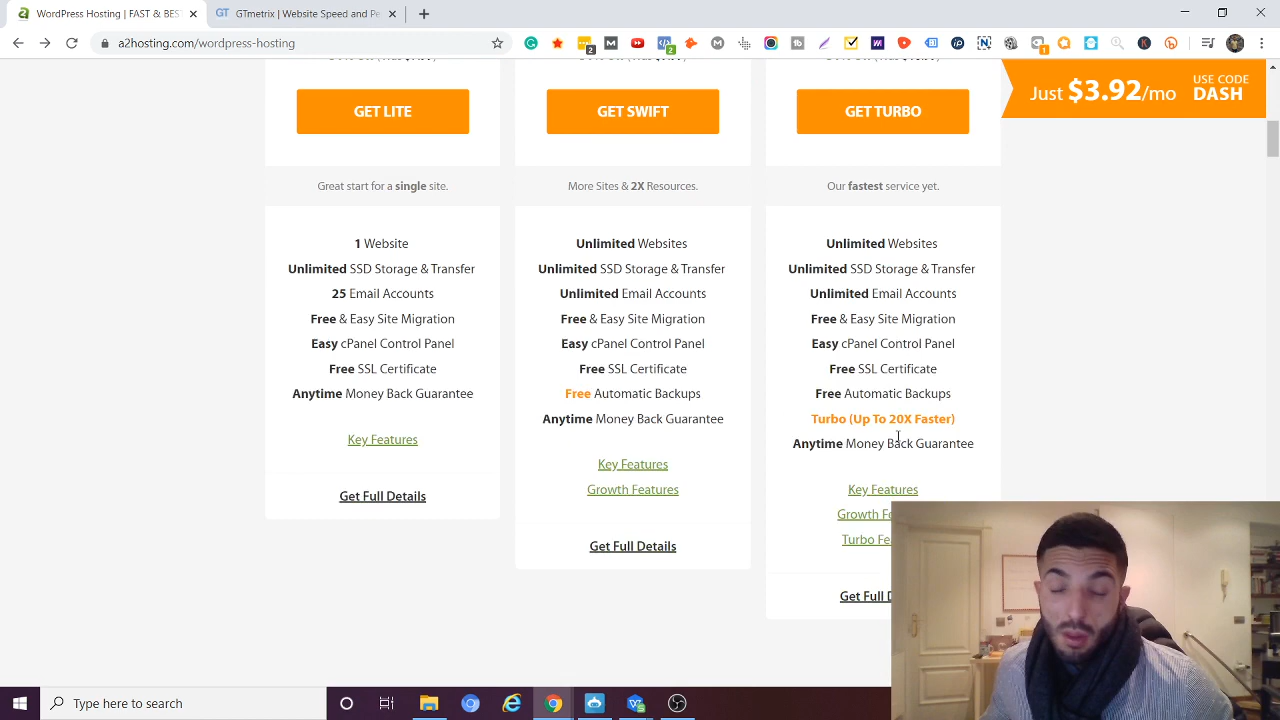 WordPress Hosting | FAST & BES
GTmetrix | Website Speed and Pe
a2hosting.com/wordpress-hosting
Just $3.92/mo
USE CODE
DASH
GET LITE
GET SWIFT
GET TURBO
Great start for a single site.
More Sites & 2X Resources.
Our fastest service yet.
1 Website
Unlimited SSD Storage & Transfer
25 Email Accounts
Free & Easy Site Migration
Easy cPanel Control Panel
Free SSL Certificate
Anytime Money Back Guarantee
Key Features
Get Full Details
Unlimited Websites
Unlimited SSD Storage & Transfer
Unlimited Email Accounts
Free & Easy Site Migration
Easy cPanel Control Panel
Free SSL Certificate
Free Automatic Backups
Anytime Money Back Guarantee
Key Features
Growth Features
Get Full Details
Unlimited Websites
Unlimited SSD Storage & Transfer
Unlimited Email Accounts
Free & Easy Site Migration
Easy cPanel Control Panel
Free SSL Certificate
Free Automatic Backups
Turbo (Up To 20X Faster)
Anytime Money Back Guarantee
Key Features
Growth Fe
Turbo Fea
Get Full D
Type here to search